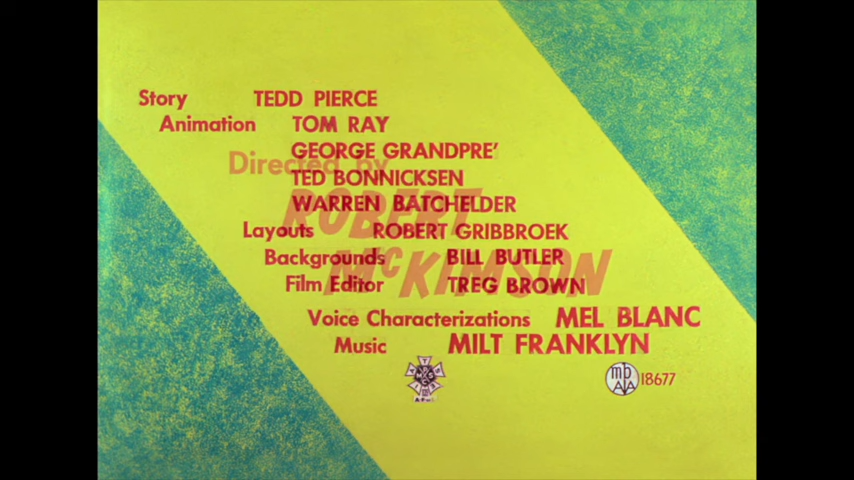 Story TEDD PIERCE
Animation TOM RAY
GEORGE GRANDPRE'
Directed by
TED BONNICKSEN
WARREN BATCHELDER
ROBERT
Layouts ROBERT GRIBBROEK
Backgrounds BILL BUTLER
McKIMSON
Film Editor TREG BROWN
Voice Characterizations MEL BLANC
Music MILT FRANKLYN
mb 18677